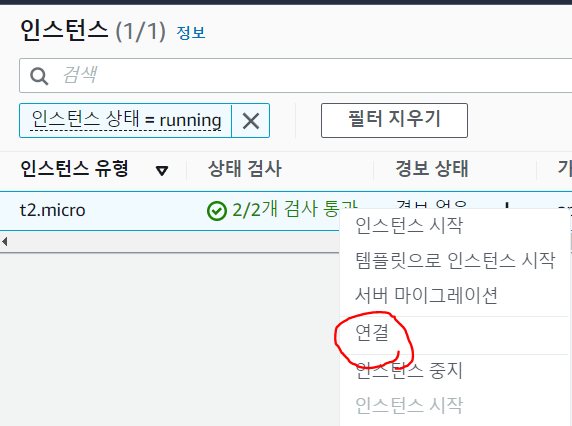 인스턴스 (1/1) 정보
검색
인스턴스 상태 = running
필터 지우기
인스턴스 유형 상태 검사 경보 상태
t2.micro 2/2개 검사 통과 경보 없음
인스턴스 시작
템플릿으로 인스턴스 시작
서버 마이그레이션
연결
인스턴스 중지
인스턴스 시작